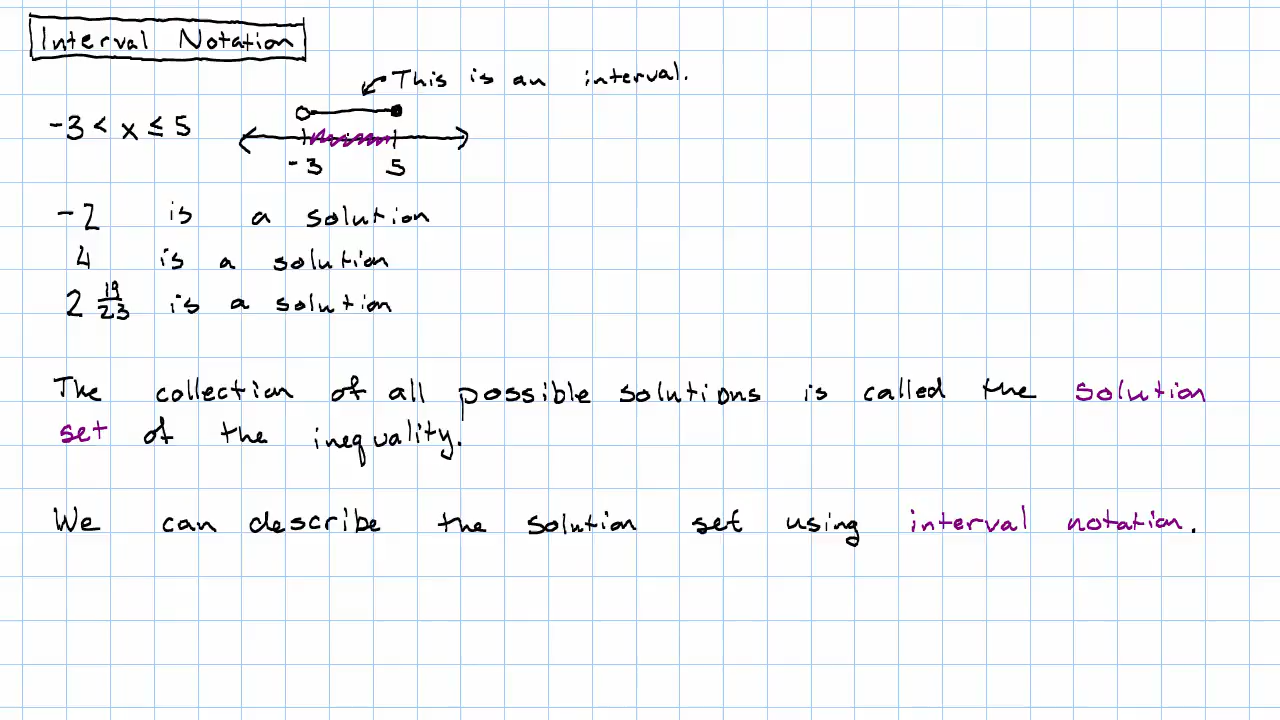 Interval Notation
This is an interval.
-3 < x ≤ 5
-3 5
-2 is a solution
4 is a solution
2 19/23 is a solution
The collection of all possible solutions is called the solution
set of the inequality.
We can describe the solution set using interval notation.